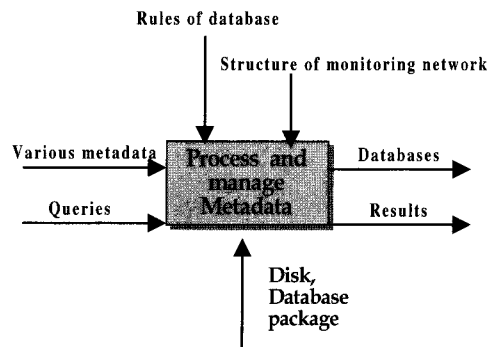 Rules of database
Structure of monitoring network
Various metadata
Process and
manage
Metadata
Databases
Queries
Results
Disk,
Database
package